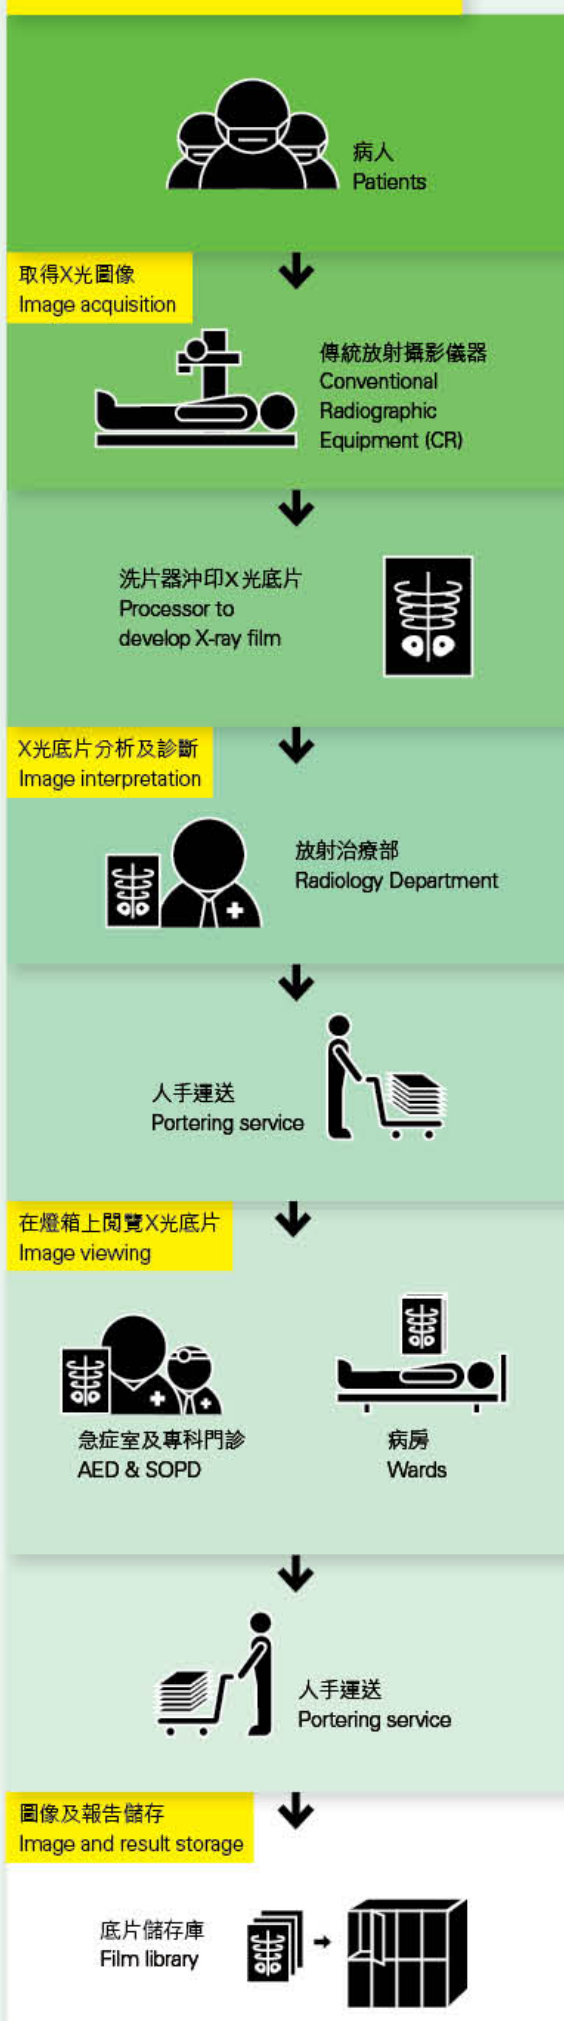 病人
Patients
取得X光圖像
Image acquisition
傳統放射攝影儀器
Conventional
Radiographic
Equipment (CR)
洗片器沖印X光底片
Processor to
develop X-ray film
X光底片分析及診斷
Image interpretation
放射治療部
Radiology Department
人手運送
Portering service
在燈箱上閱覽X光底片
Image viewing
急症室及專科門診
AED & SOPD
病房
Wards
人手運送
Portering service
圖像及報告儲存
Image and result storage
底片儲存庫
Film library